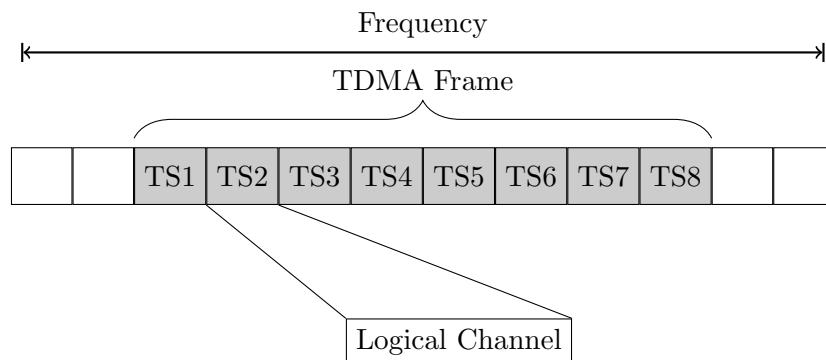 Frequency
TDMA Frame
TS1 TS2 TS3 TS4 TS5 TS6 TS7 TS8
Logical Channel